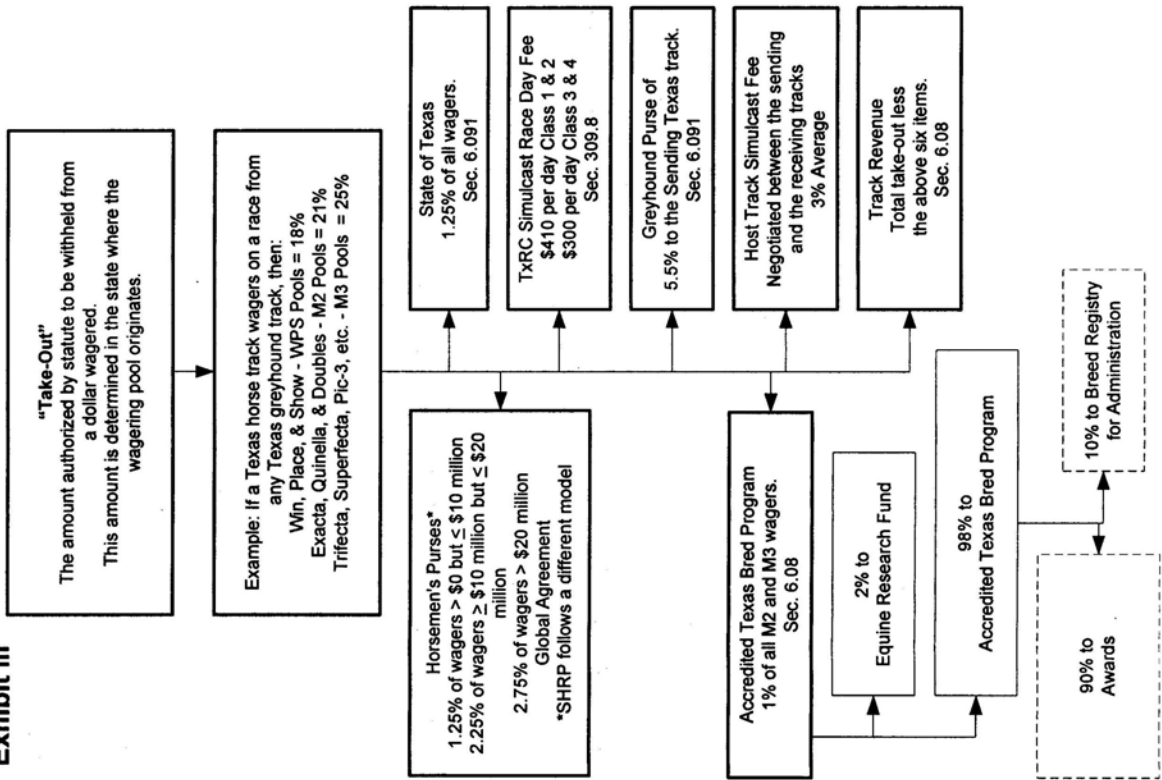 Exhibit III
"Take-Out"
The amount authorized by statute to be withheld from
a dollar wagered.
This amount is determined in the state where the
wagering pool originates.
Example: If a Texas horse track wagers on a race from
any Texas greyhound track, then:
Win, Place, & Show - WPS Pools = 18%
Exacta, Quinella, & Doubles - M2 Pools = 21%
Trifecta, Superfecta, Pic-3, etc. - M3 Pools = 25%
State of Texas
1.25% of all wagers.
Sec. 6.091
TxRC Simulcast Race Day Fee
$410 per day Class 1 & 2
$300 per day Class 3 & 4
Sec. 309.8
Greyhound Purse of
5.5% to the Sending Texas track.
Sec. 6.091
Host Track Simulcast Fee
Negotiated between the sending
and the receiving tracks
3% Average
Track Revenue
Total take-out less
the above six items.
Sec. 6.08
Horsemen's Purses*
1.25% of wagers > $0 but ≤ $10 million
2.25% of wagers ≥ $10 million but ≤ $20
million
2.75% of wagers > $20 million
Global Agreement
*SHRP follows a different model
Accredited Texas Bred Program
1% of all M2 and M3 wagers.
Sec. 6.08
2% to
Equine Research Fund
98% to
Accredited Texas Bred Program
90% to
Awards
10% to Breed Registry
for Administration